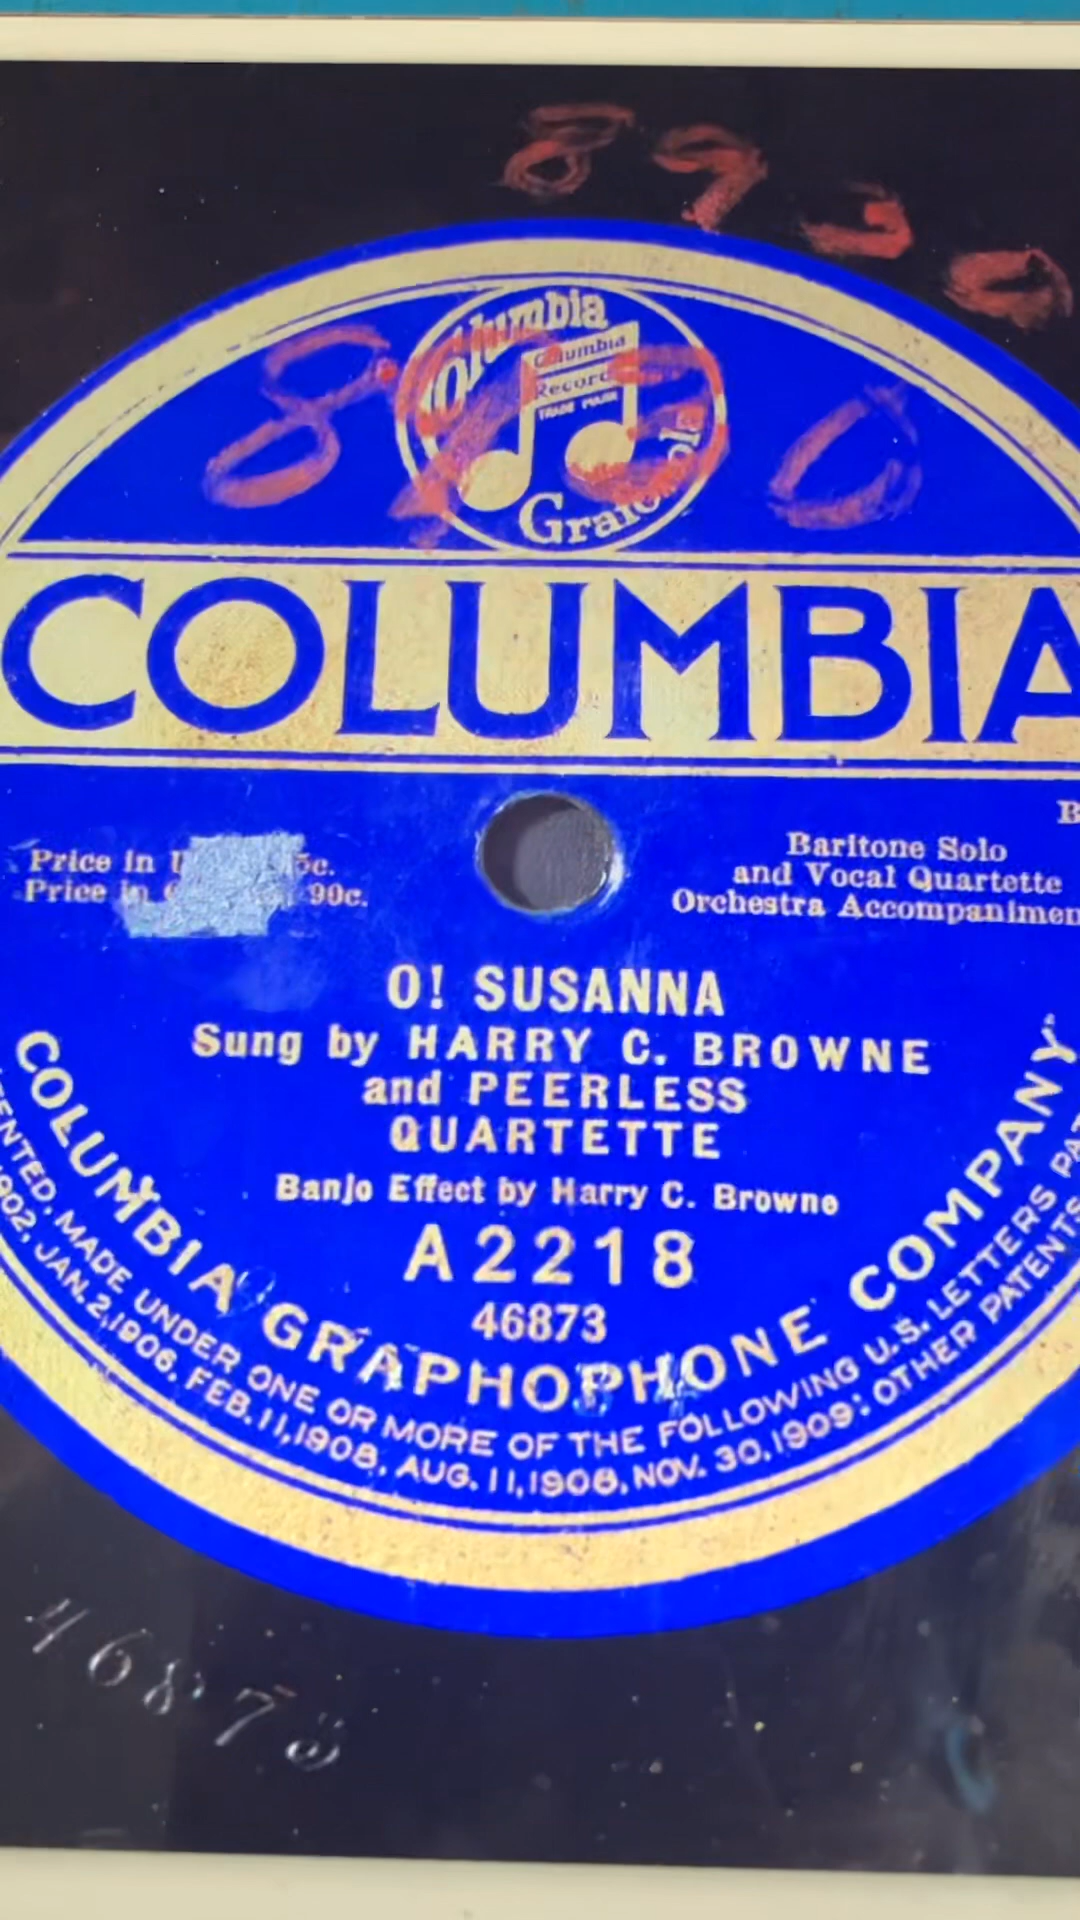 Columbia
Columbia
Record
TRADE MARK
COLUMBIA
Price in
Price in 90c.
Baritone Solo
and Vocal Quartette
Orchestra Accompanimen
O! SUSANNA
Sung by HARRY C. BROWNE
and PEERLESS
QUARTETTE
Banjo Effect by Harry C. Browne
A2218
46873
COLUMBIA GRAPHOPHONE COMPANY
MADE UNDER ONE OR MORE OF THE FOLLOWING U.S. LETTERS
JAN. 2, 1906, FEB. 11, 1908, AUG. 11, 1908, NOV. 30, 1909; OTHER PATENTS
46873